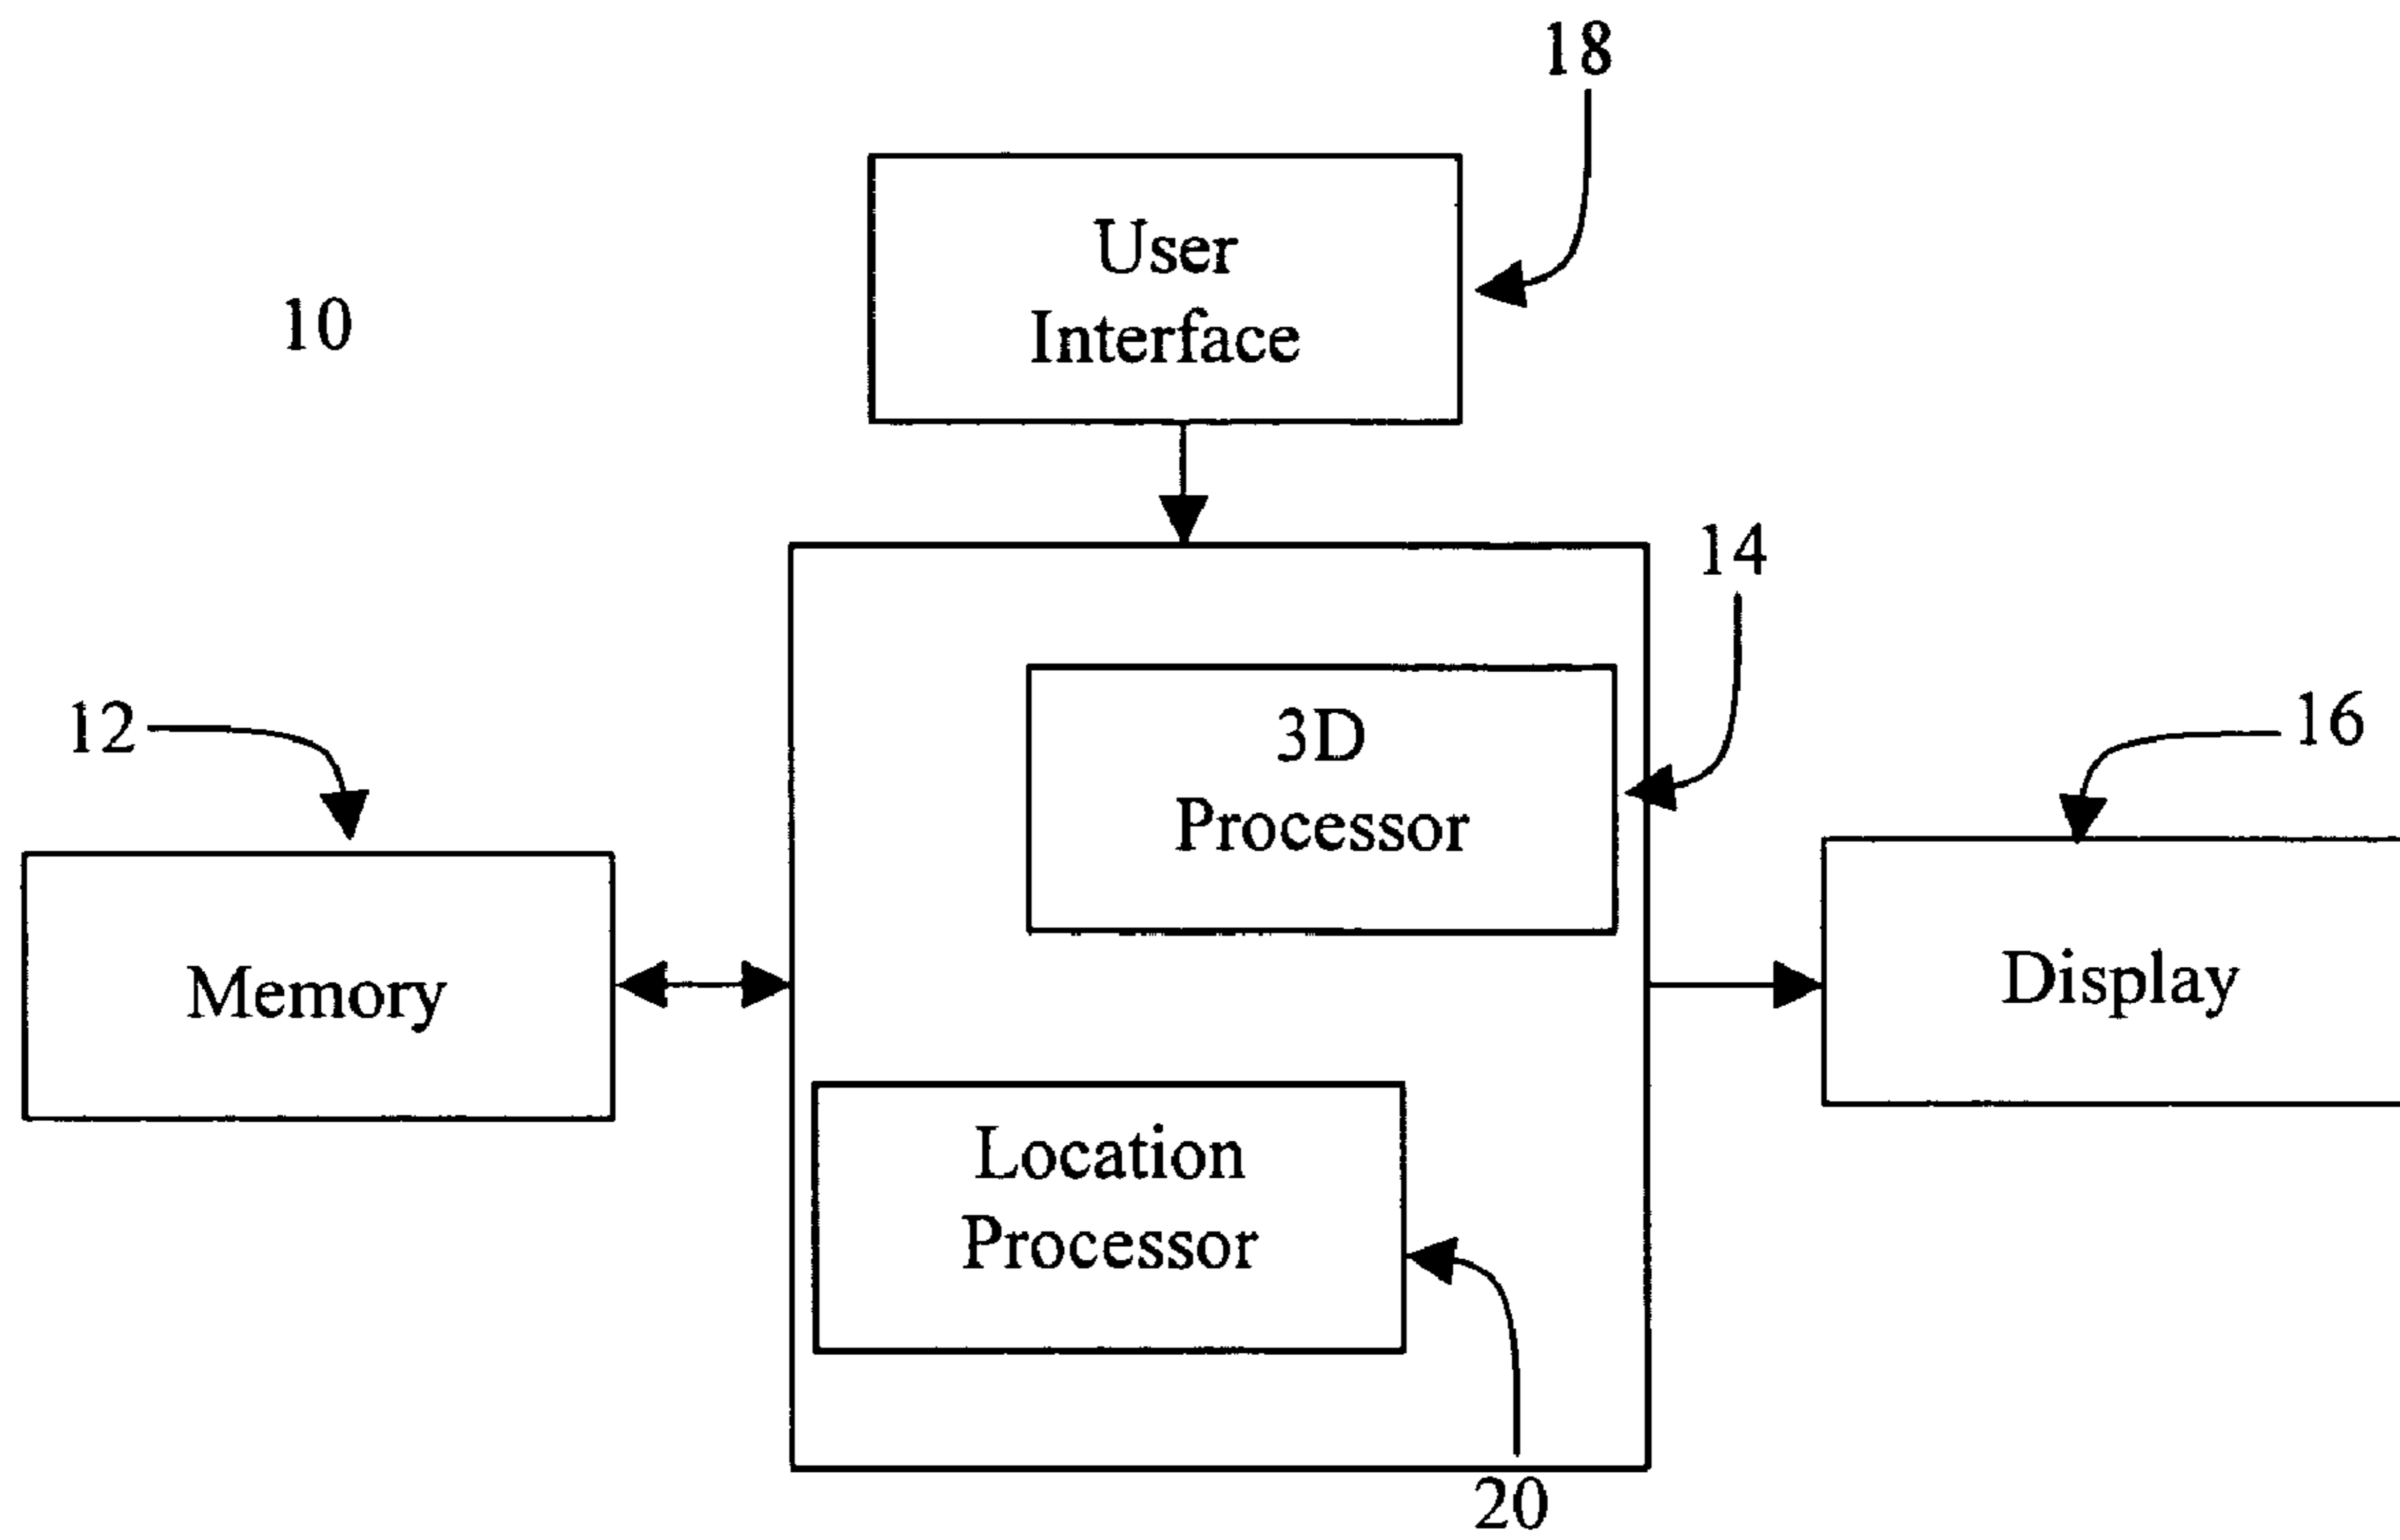 18
User
Interface
10
14
3D
Processor
12
16
Memory
Display
Location
Processor
20